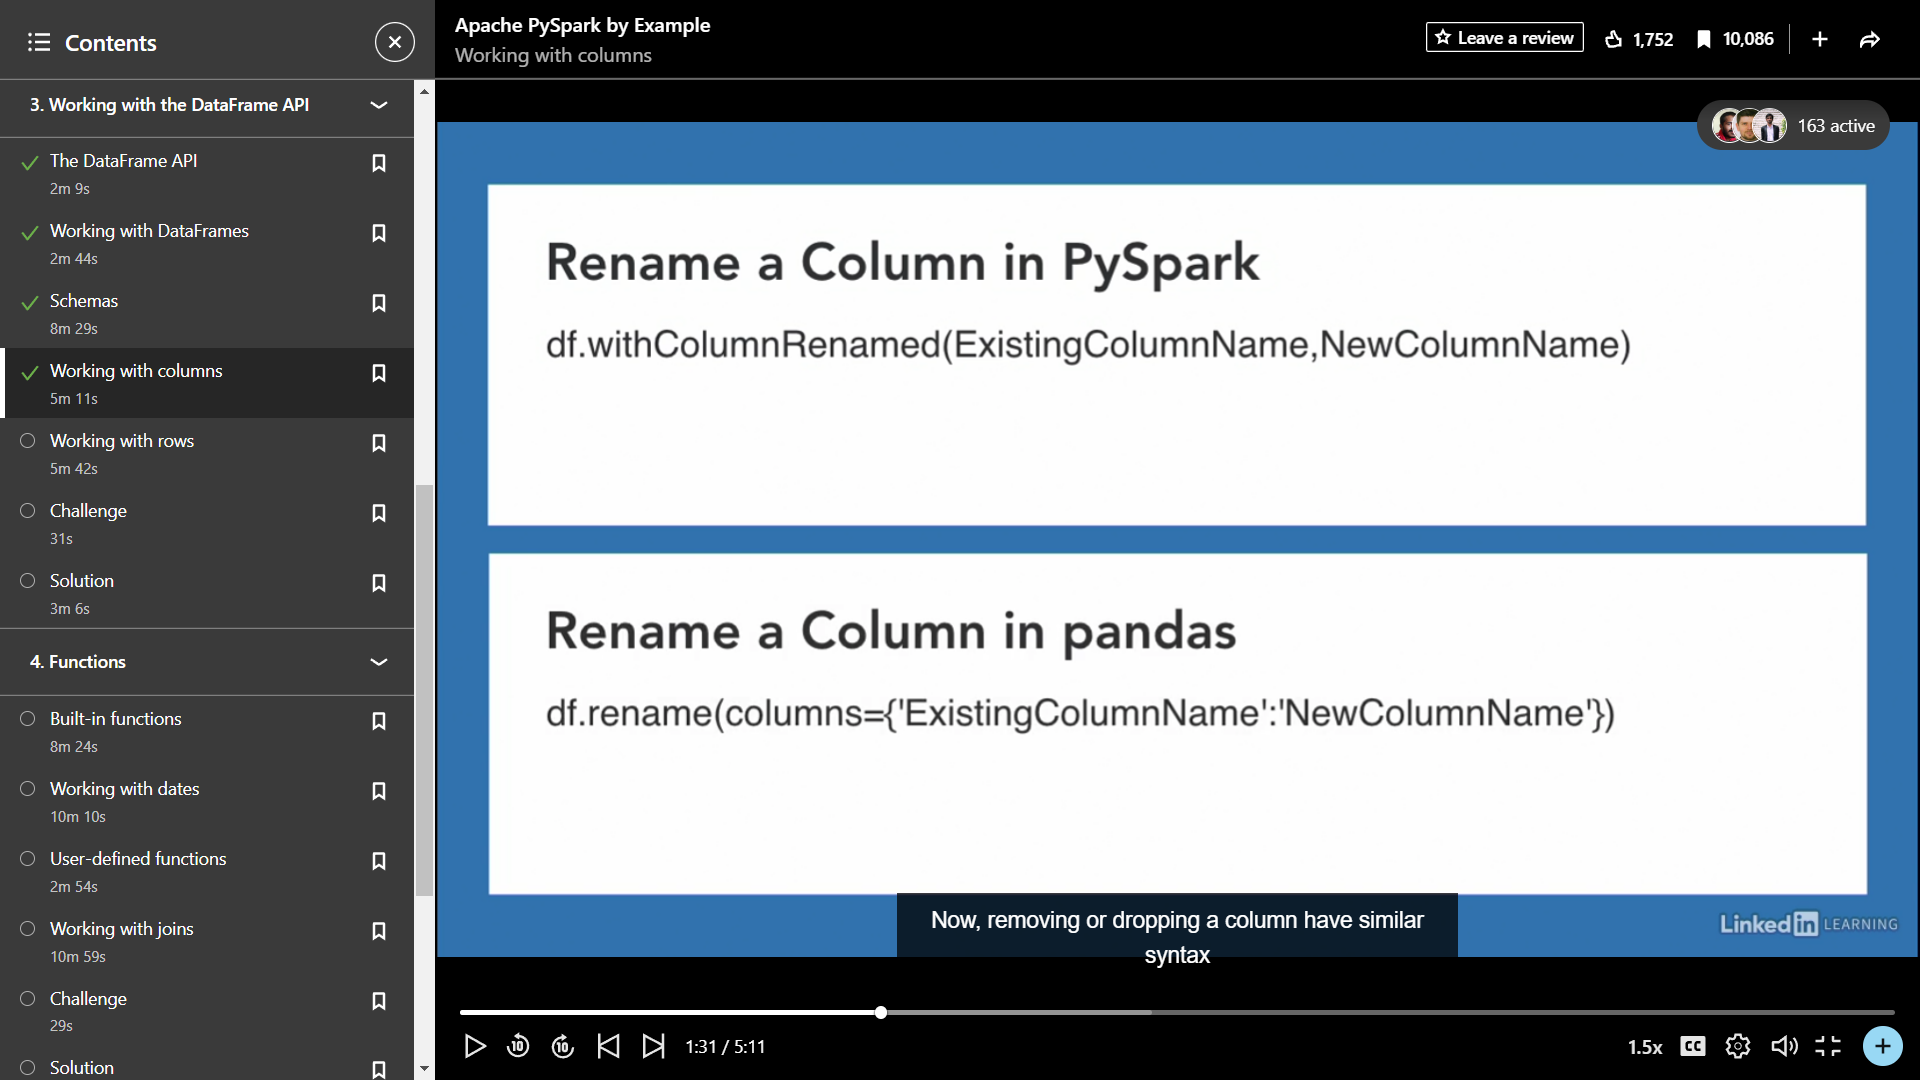 Contents
3. Working with the DataFrame API
The DataFrame API
2m 9s
Working with DataFrames
2m 44s
Schemas
8m 29s
Working with columns
5m 11s
Working with rows
5m 42s
Challenge
31s
Solution
3m 6s
4. Functions
Built-in functions
8m 24s
Working with dates
10m 10s
User-defined functions
2m 54s
Working with joins
10m 59s
Challenge
29s
Solution
Apache PySpark by Example
Working with columns
Leave a review
1,752
10,086
163 active
Rename a Column in PySpark
df.withColumnRenamed(ExistingColumnName,NewColumnName)
Rename a Column in pandas
df.rename(columns={'ExistingColumnName':'NewColumnName'})
Now, removing or dropping a column have similar
syntax
LinkedIn LEARNING
10
10
1:31 / 5:11
1.5x
CC